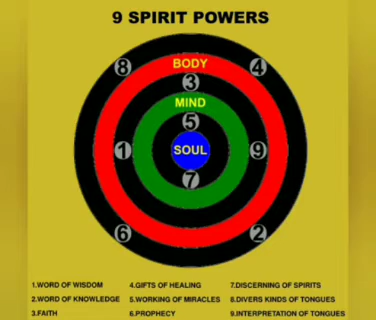 9 SPIRIT POWERS
BODY
8
4
3
MIND
5
1
SOUL
9
7
6
2
1.WORD OF WISDOM 4.GIFTS OF HEALING 7.DISCERNING OF SPIRITS
2.WORD OF KNOWLEDGE 5.WORKING OF MIRACLES 8.DIVERS KINDS OF TONGUES
3.FAITH 6.PROPHECY 9.INTERPRETATION OF TONGUES